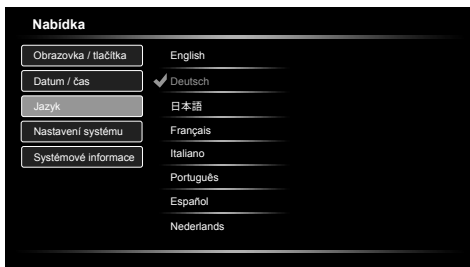 Nabídka
Obrazovka / tlačítka
Datum / čas
Jazyk
Nastavení systému
Systémové informace
English
Deutsch
日本語
Français
Italiano
Português
Español
Nederlands